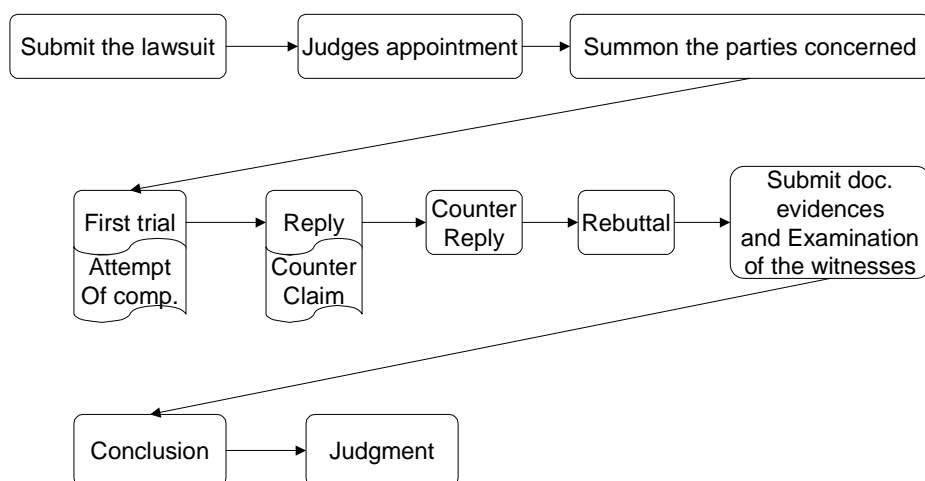 Submit the lawsuit
Judges appointment
Summon the parties concerned
First trial
Attempt
Of comp.
Reply
Counter
Claim
Counter
Reply
Rebuttal
Submit doc.
evidences
and Examination
of the witnesses
Conclusion
Judgment